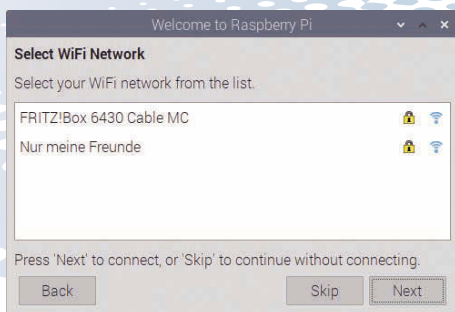 Welcome to Raspberry Pi
Select WiFi Network
Select your WiFi network from the list.
FRITZ!Box 6430 Cable MC
Nur meine Freunde
Press 'Next' to connect, or 'Skip' to continue without connecting.
Back Skip Next